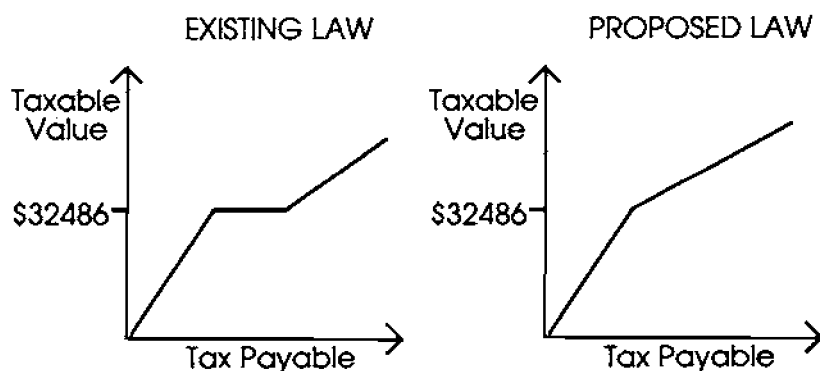 EXISTING LAW
Taxable
Value
$32486
Tax Payable
PROPOSED LAW
Taxable
Value
$32486
Tax Payable